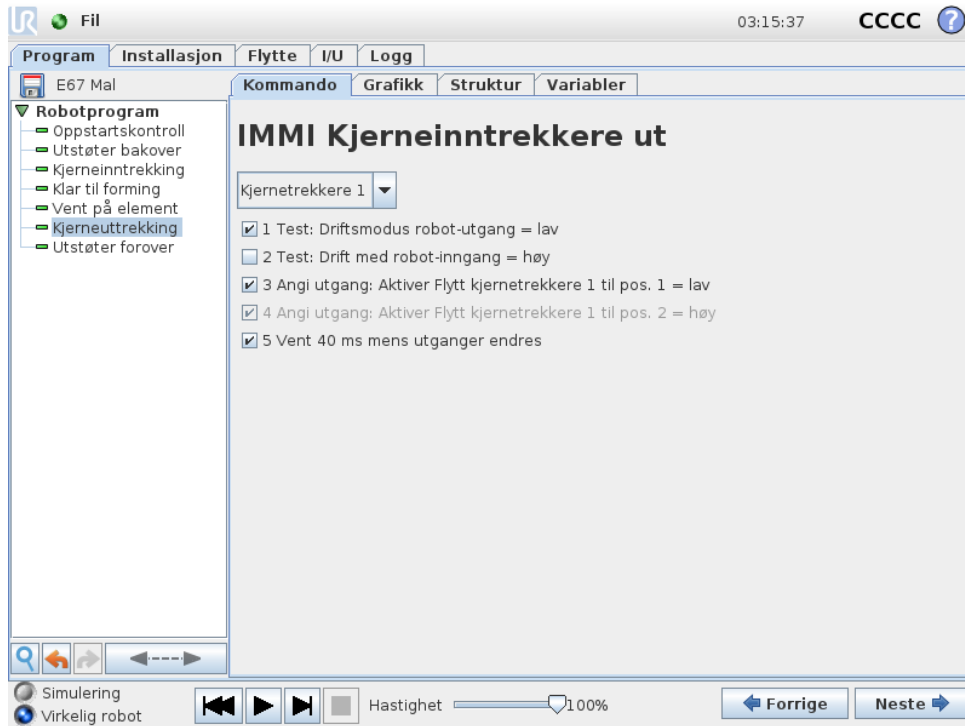 UR Fil 03:15:37 CCCC ?
Program Installasjon Flytte I/U Logg
E67 Mal
Kommando Grafikk Struktur Variabler
Robotprogram
Oppstartskontroll
Utstøter bakover
Kjerneinntrekking
Klar til forming
Vent på element
Kjerneuttrekking
Utstøter forover
IMMI Kjerneinntrekkere ut
Kjernetrekkere 1
1 Test: Driftsmodus robot-utgang = lav
2 Test: Drift med robot-inngang = høy
3 Angi utgang: Aktiver Flytt kjernetrekkere 1 til pos. 1 = lav
4 Angi utgang: Aktiver Flytt kjernetrekkere 1 til pos. 2 = høy
5 Vent 40 ms mens utganger endres
Simulering
Virkelig robot
Hastighet 100%
Forrige Neste